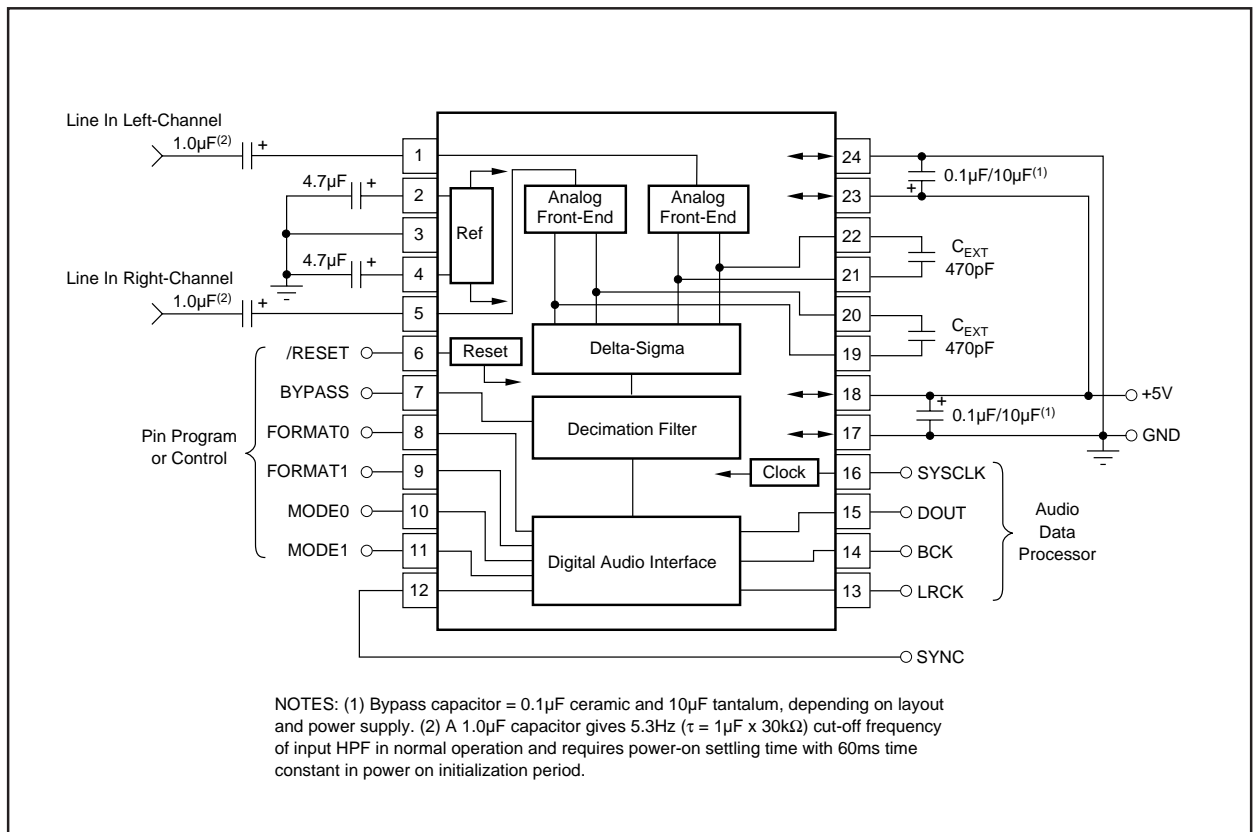 Line In Left-Channel
1.0µF(2)
+
1
4.7µF
+
2
3
4.7µF
+
4
Line In Right-Channel
1.0µF(2)
+
5
/RESET
6
BYPASS
7
FORMAT0
8
FORMAT1
9
MODE0
10
MODE1
11
12
Pin Program
or Control
Ref
Reset
Analog
Front-End
Analog
Front-End
Delta-Sigma
Decimation Filter
Clock
Digital Audio Interface
24
0.1µF/10µF(1)
+
23
22
CEXT
470pF
21
20
CEXT
470pF
19
18
+5V
+
0.1µF/10µF(1)
17
GND
16
SYSCLK
15
DOUT
14
BCK
13
LRCK
Audio
Data
Processor
SYNC
NOTES: (1) Bypass capacitor = 0.1µF ceramic and 10µF tantalum, depending on layout
and power supply. (2) A 1.0µF capacitor gives 5.3Hz (τ = 1µF x 30kΩ) cut-off frequency
of input HPF in normal operation and requires power-on settling time with 60ms time
constant in power on initialization period.